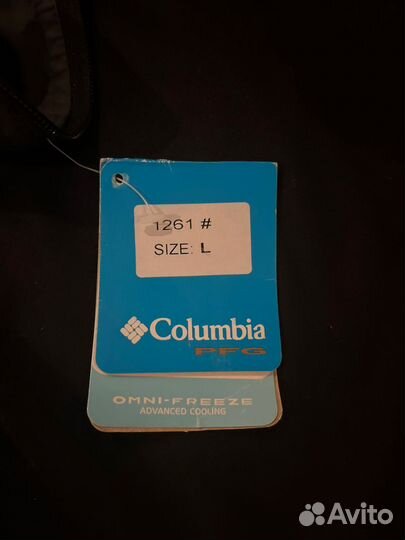 1261 #
SIZE: L
Columbia
PFG
OMNI-FREEZE
ADVANCED COOLING
Avito